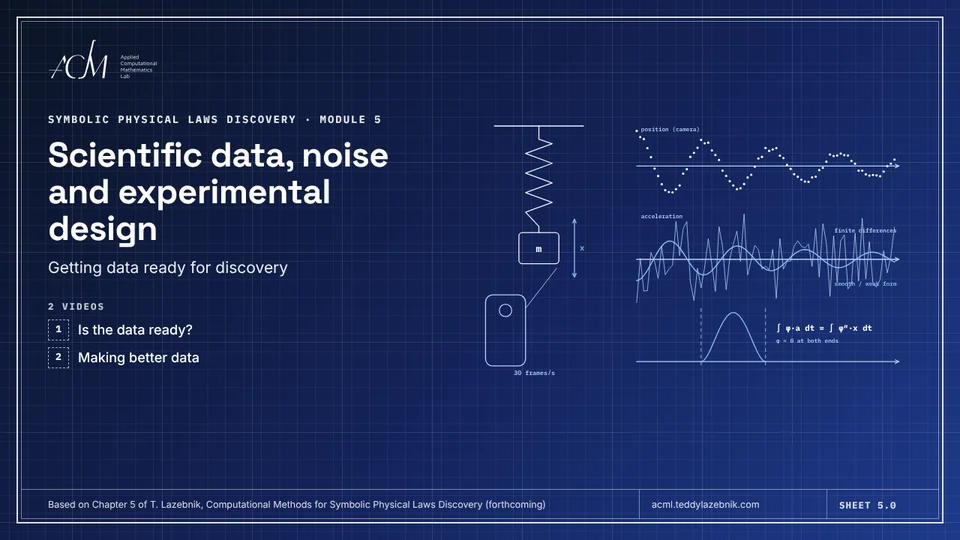 ACM
Applied
Computational
Mathematics
Lab
SYMBOLIC PHYSICAL LAWS DISCOVERY · MODULE 5
Scientific data, noise
and experimental
design
Getting data ready for discovery
2 VIDEOS
1 Is the data ready?
2 Making better data
m
x
30 frames/s
position (camera)
acceleration
finite differences
smooth / weak form
∫ φ·a dt = ∫ φ″·x dt
φ = 0 at both ends
Based on Chapter 5 of T. Lazebnik, Computational Methods for Symbolic Physical Laws Discovery (forthcoming)
acml.teddylazebnik.com
SHEET 5.0